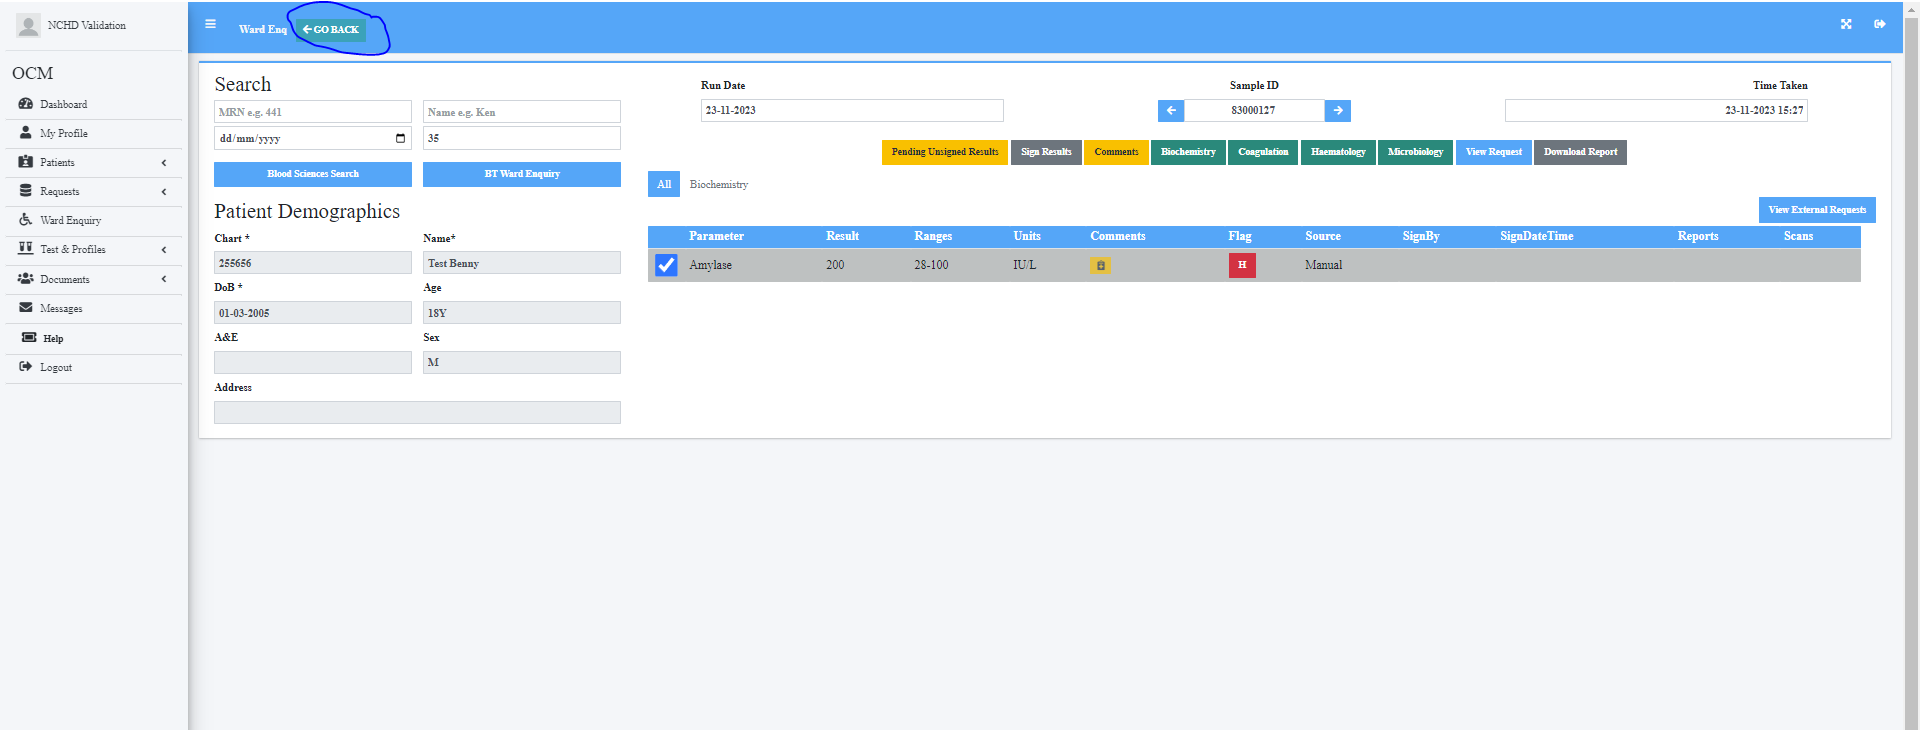 NCHD Validation
OCM
Dashboard
My Profile
Patients
Requests
Ward Enquiry
Test & Profiles
Documents
Messages
Help
Logout
Ward Enq GO BACK
Search
MRN e.g. 441 Name e.g. Ken
dd/mm/yyyy 35
Blood Sciences Search BT Ward Enquiry
Patient Demographics
Chart * Name*
255656 Test Benny
DoB * Age
01-03-2005 18Y
A&E Sex
M
Address
Run Date Sample ID Time Taken
23-11-2023 83000127 23-11-2023 15:27
Pending Unsigned Results Sign Results Comments Biochemistry Coagulation Haematology Microbiology View Request Download Report
All Biochemistry
View External Requests
Parameter Result Ranges Units Comments Flag Source SignBy SignDateTime Reports Scans
Amylase 200 28-100 IU/L H Manual